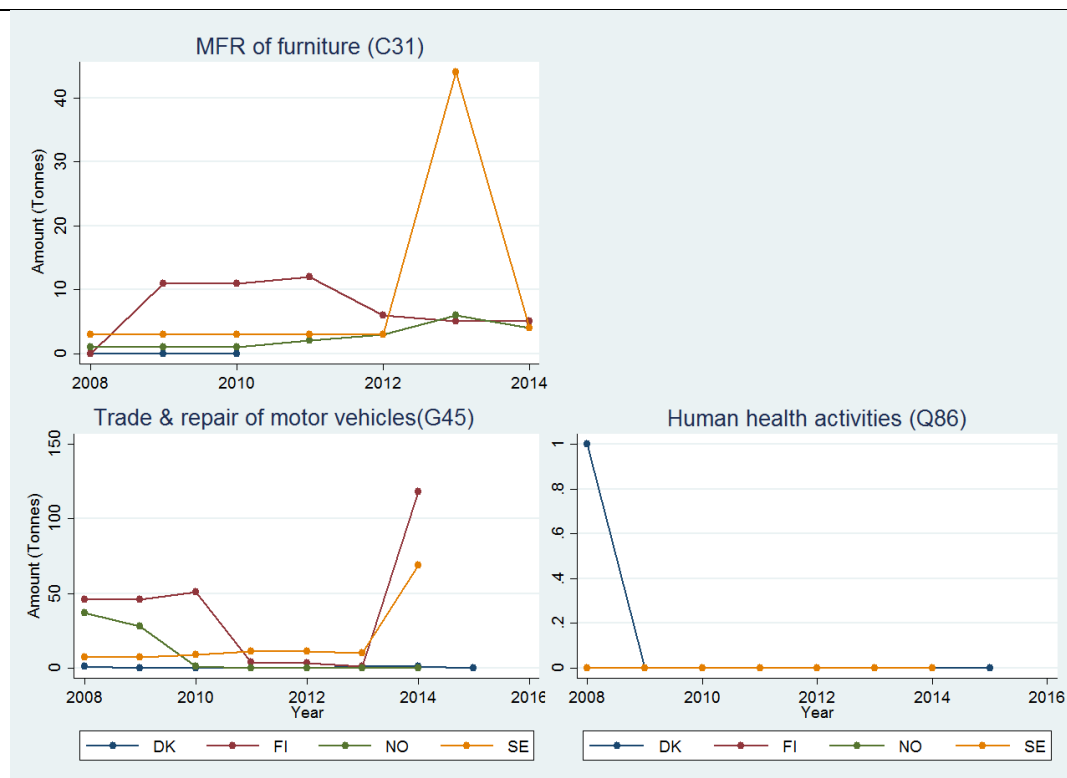 MFR of furniture (C31)
Amount (Tonnes)
40
30
20
10
0
2008 2010 2012 2014
Trade & repair of motor vehicles(G45)
Amount (Tonnes)
150
100
50
0
2008 2010 2012 2014 2016
Year
DK FI NO SE
Human health activities (Q86)
1
.8
.6
.4
.2
0
2008 2010 2012 2014 2016
Year
DK FI NO SE